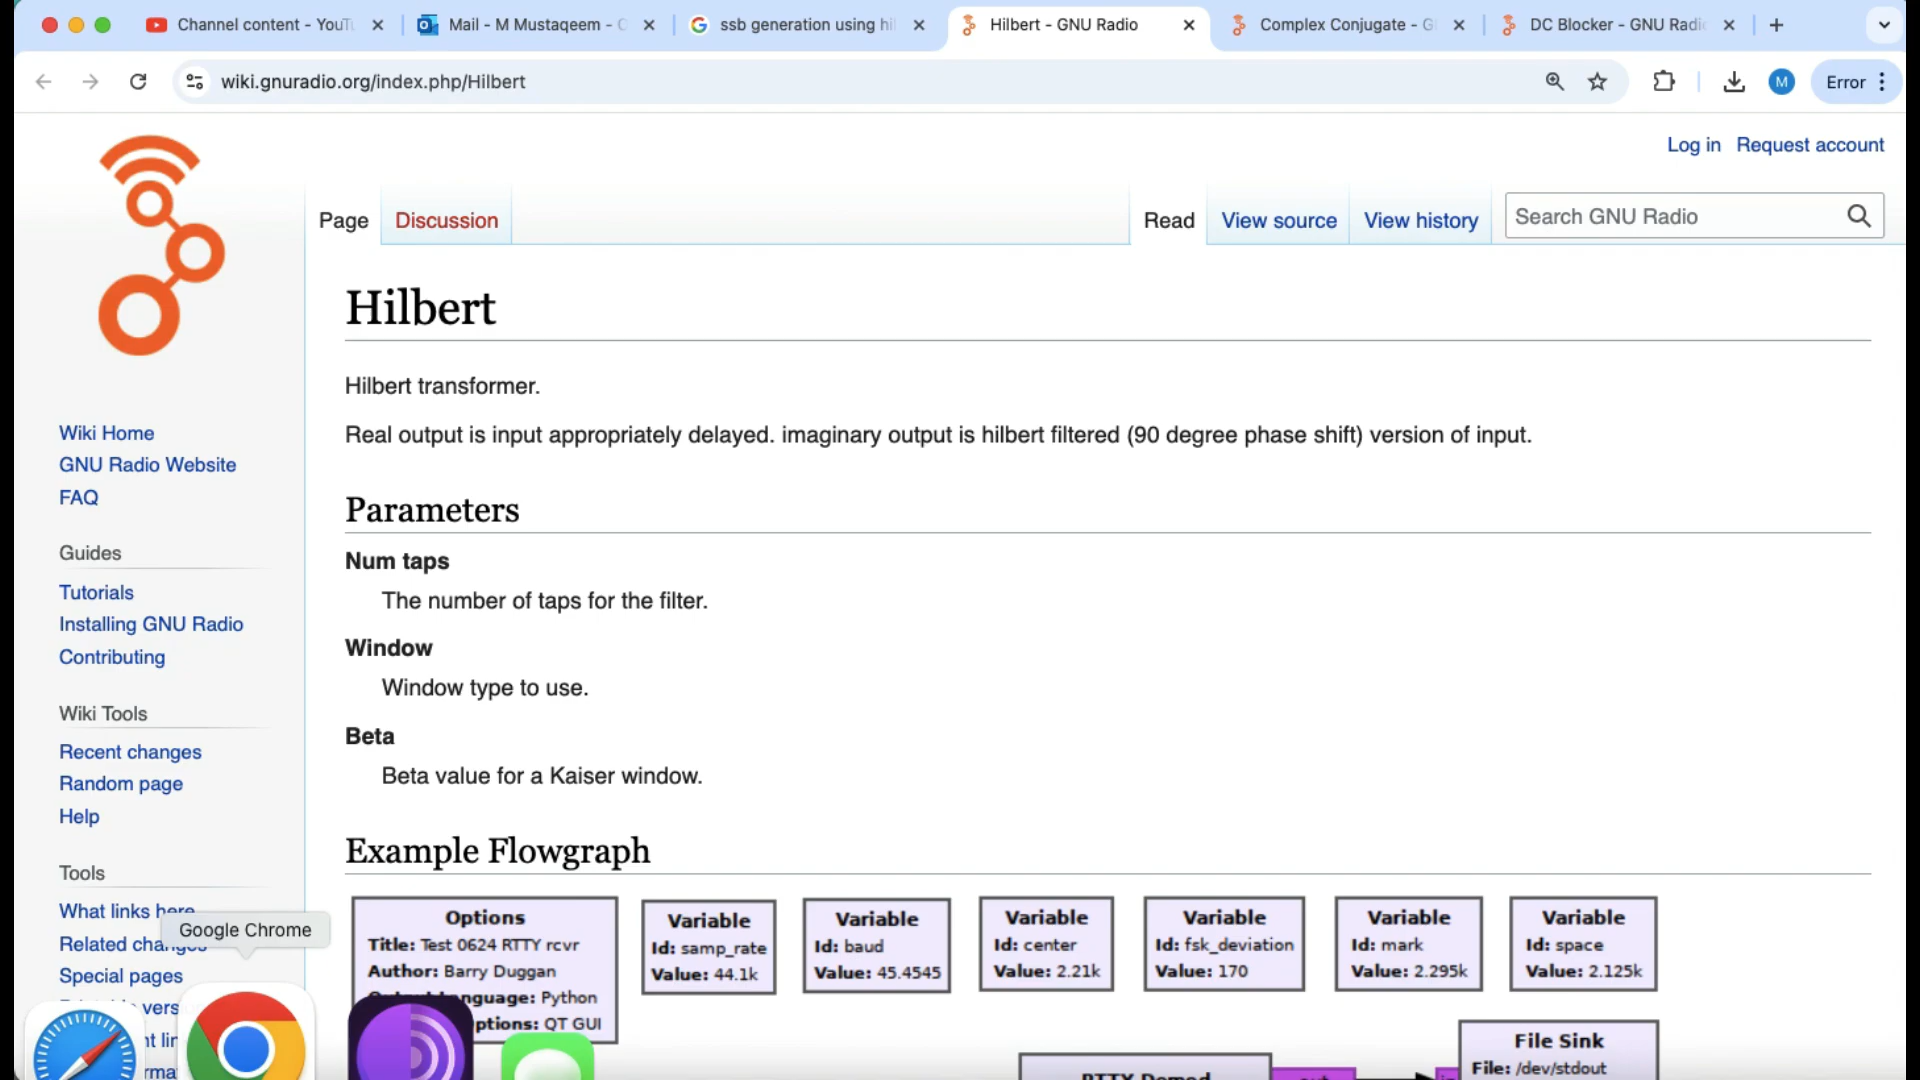 Channel content - YouTu
Mail - M Mustaqeem - O
ssb generation using hil
Hilbert - GNU Radio
Complex Conjugate - G
DC Blocker - GNU Radi
wiki.gnuradio.org/index.php/Hilbert
M
Error
Log in Request account
Page Discussion Read View source View history Search GNU Radio
Hilbert
Hilbert transformer.
Real output is input appropriately delayed. imaginary output is hilbert filtered (90 degree phase shift) version of input.
Parameters
Num taps
The number of taps for the filter.
Window
Window type to use.
Beta
Beta value for a Kaiser window.
Example Flowgraph
Wiki Home
GNU Radio Website
FAQ
Guides
Tutorials
Installing GNU Radio
Contributing
Wiki Tools
Recent changes
Random page
Help
Tools
What links here
Related changes
Special pages
Google Chrome
Options
Title: Test 0624 RTTY rcvr
Author: Barry Duggan
Language: Python
ptions: QT GUI
Variable
Id: samp_rate
Value: 44.1k
Variable
Id: baud
Value: 45.4545
Variable
Id: center
Value: 2.21k
Variable
Id: fsk_deviation
Value: 170
Variable
Id: mark
Value: 2.295k
Variable
Id: space
Value: 2.125k
RTTY Demod
out
File Sink
File: /dev/stdout